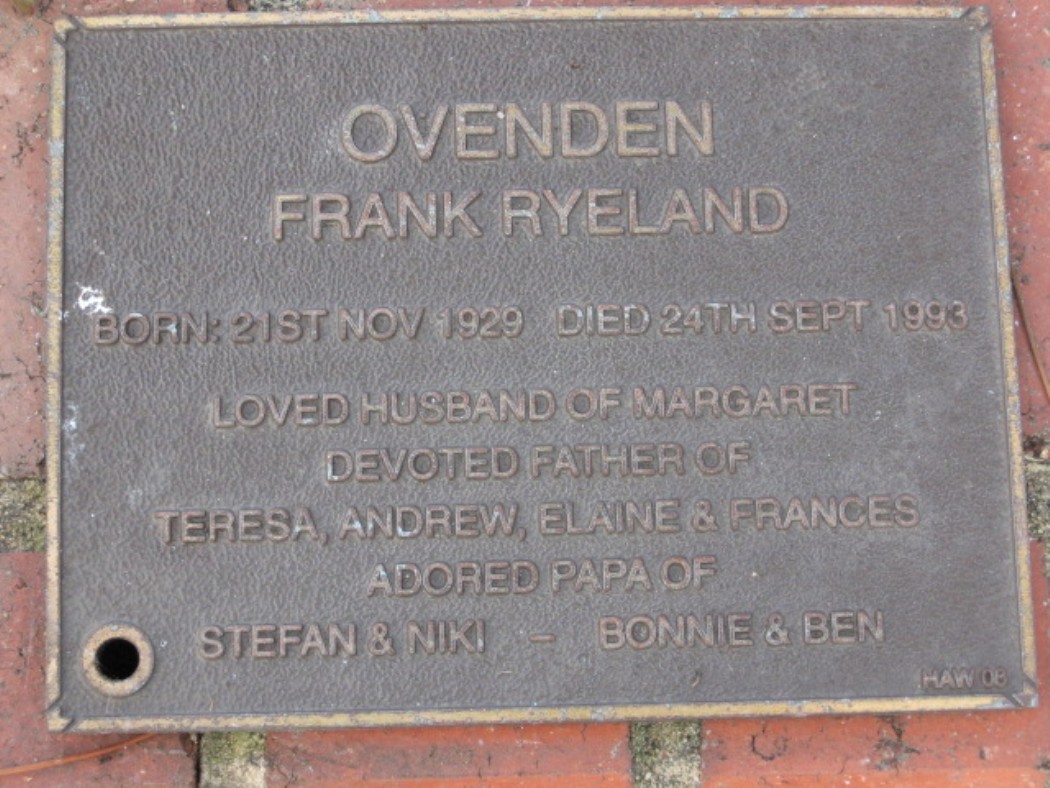 OVENDEN
FRANK RYELAND
BORN: 21ST NOV 1929 DIED 24TH SEPT 1993
LOVED HUSBAND OF MARGARET
DEVOTED FATHER OF
TERESA, ANDREW, ELAINE & FRANCES
ADORED PAPA OF
STEFAN & NIKI – BONNIE & BEN
HAW 08